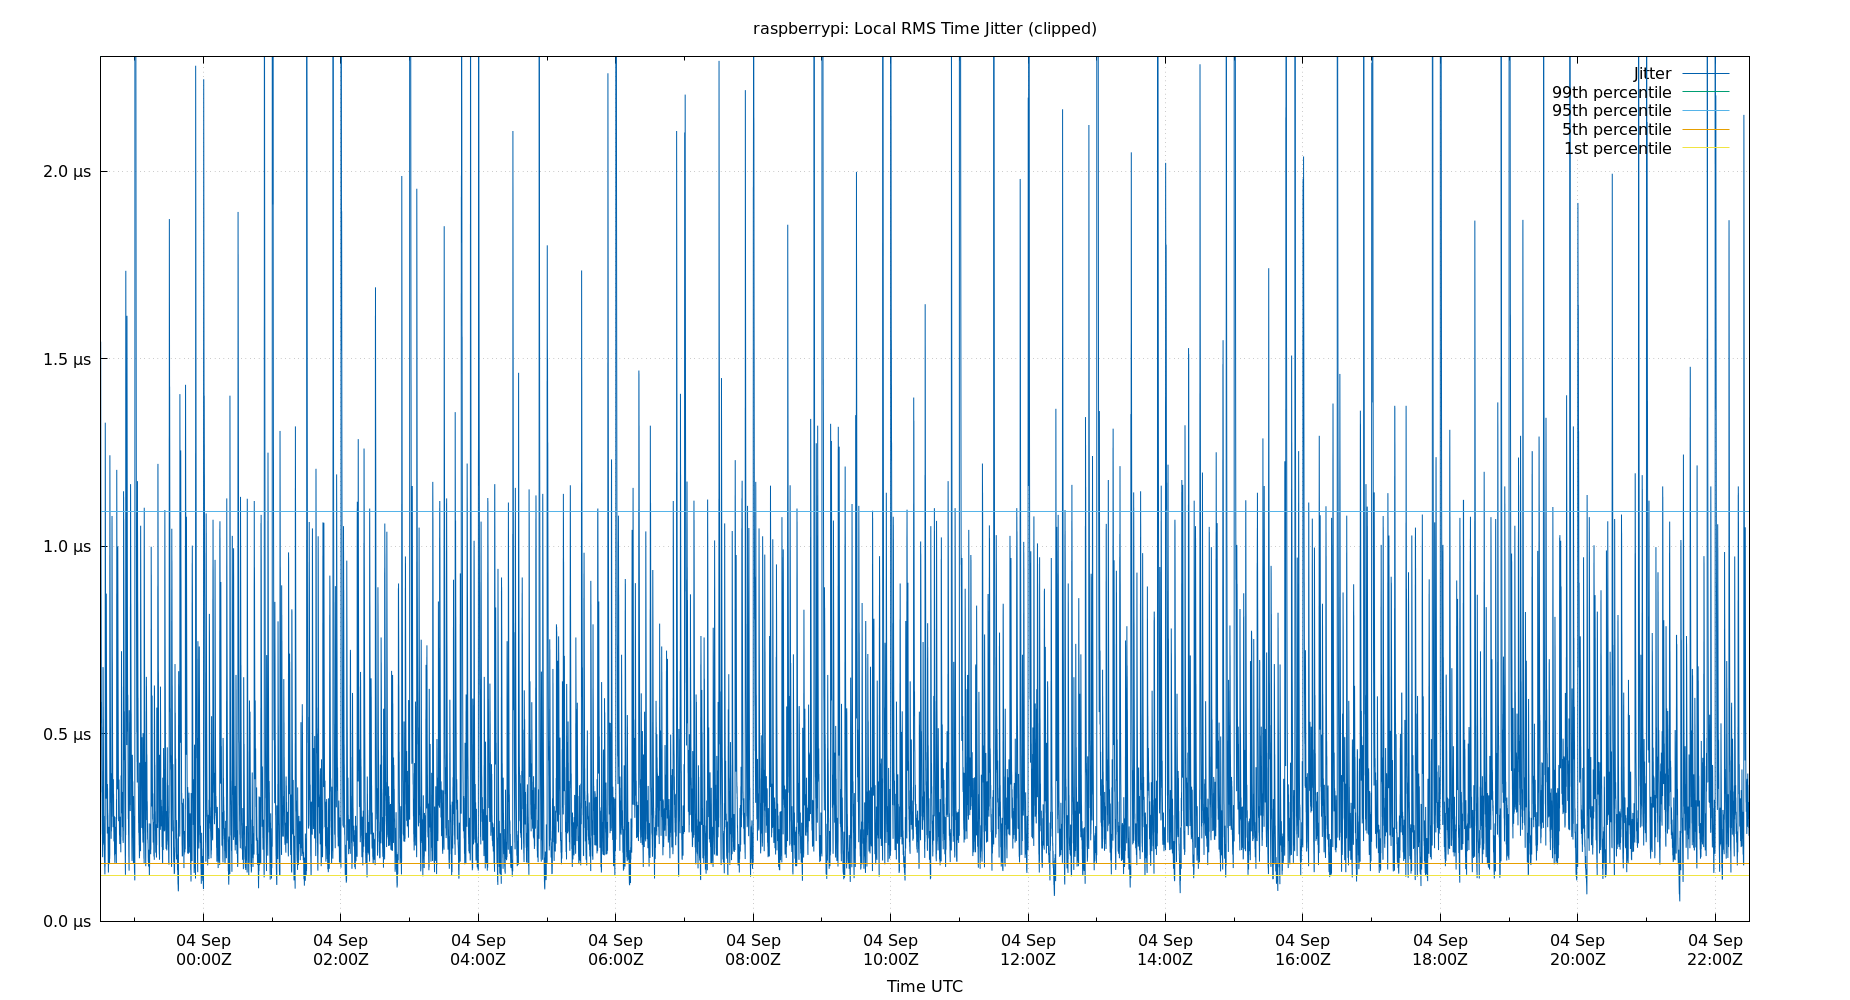 raspberrypi: Local RMS Time Jitter (clipped)
Jitter
99th percentile
95th percentile
5th percentile
1st percentile
2.0 µs
1.5 µs
1.0 µs
0.5 µs
0.0 µs
04 Sep 04 Sep 04 Sep 04 Sep 04 Sep 04 Sep 04 Sep 04 Sep 04 Sep 04 Sep 04 Sep 04 Sep
00:00Z 02:00Z 04:00Z 06:00Z 08:00Z 10:00Z 12:00Z 14:00Z 16:00Z 18:00Z 20:00Z 22:00Z
Time UTC